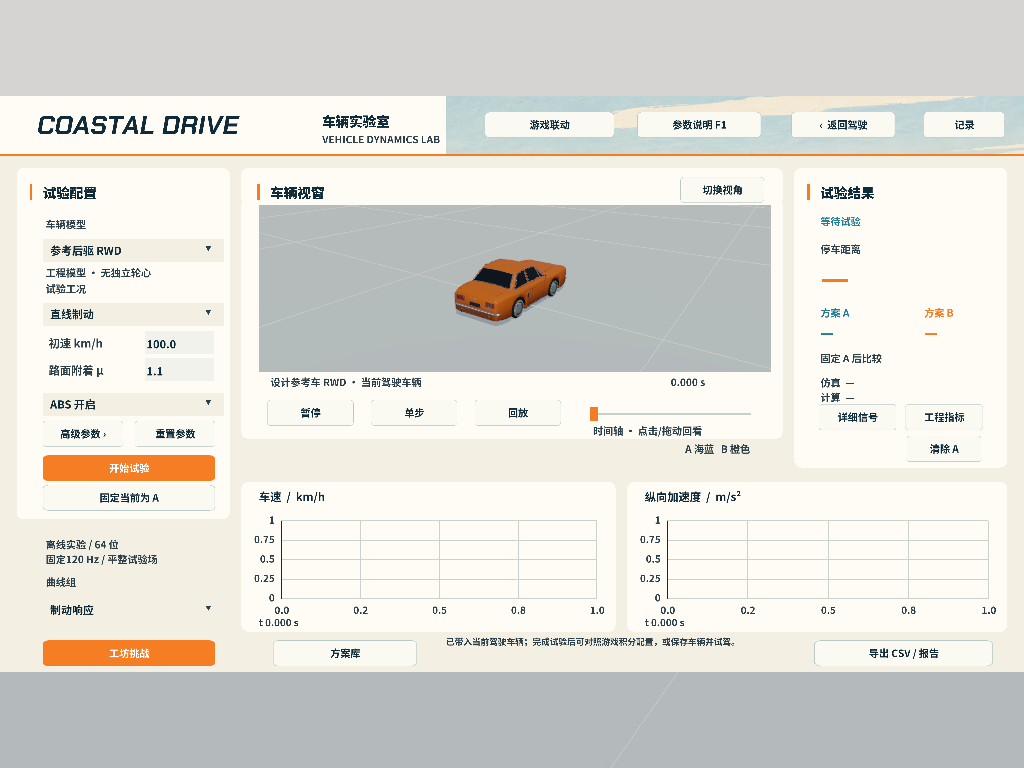 COASTAL DRIVE
车辆实验室
VEHICLE DYNAMICS LAB
游戏联动
参数说明 F1
‹ 返回驾驶
记录
试验配置
车辆模型
参考后驱 RWD
工程模型 · 无独立轮心
试验工况
直线制动
初速 km/h
100.0
路面附着 μ
1.1
ABS 开启
高级参数 ›
重置参数
开始试验
固定当前为 A
离线实验 / 64 位
固定120 Hz / 平整试验场
曲线组
制动响应
工坊挑战
车辆视窗
切换视角
设计参考车 RWD · 当前驾驶车辆
0.000 s
暂停
单步
回放
时间轴 · 点击/拖动回看
A 海蓝 B 橙色
试验结果
等待试验
停车距离
—
方案 A
方案 B
—
—
固定 A 后比较
仿真 —
计算 —
详细信号
工程指标
清除 A
车速 / km/h
1
0.75
0.5
0.25
0
0.0
0.2
0.5
0.8
1.0
t 0.000 s
纵向加速度 / m/s²
1
0.75
0.5
0.25
0
0.0
0.2
0.5
0.8
1.0
t 0.000 s
方案库
已带入当前驾驶车辆；完成试验后可对照游戏积分配置，或保存车辆并试驾。
导出 CSV / 报告